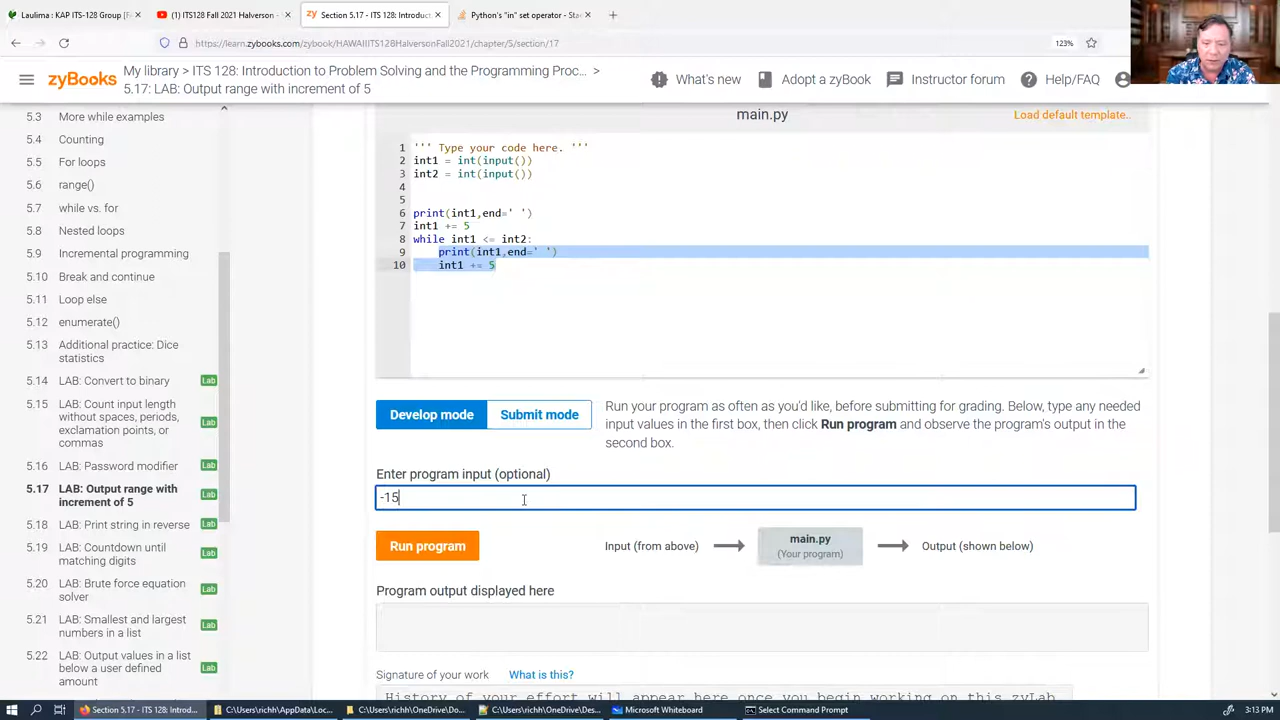 Laulima : KAP ITS-128 Group [F
(1) ITS128 Fall 2021 Halverson -
Section 5.17 - ITS 128: Introduct
Python's "in" set operator - Sta
https://learn.zybooks.com/zybook/HAWAIIITS128HalversonFall2021/chapter/5/section/17
123%
zyBooks
My library > ITS 128: Introduction to Problem Solving and the Programming Proc... >
5.17: LAB: Output range with increment of 5
What's new
Adopt a zyBook
Instructor forum
Help/FAQ
5.3 More while examples
5.4 Counting
5.5 For loops
5.6 range()
5.7 while vs. for
5.8 Nested loops
5.9 Incremental programming
5.10 Break and continue
5.11 Loop else
5.12 enumerate()
5.13 Additional practice: Dice
statistics
5.14 LAB: Convert to binary Lab
5.15 LAB: Count input length
without spaces, periods,
exclamation points, or Lab
commas
5.16 LAB: Password modifier Lab
5.17 LAB: Output range with
increment of 5 Lab
5.18 LAB: Print string in reverse Lab
5.19 LAB: Countdown until
matching digits Lab
5.20 LAB: Brute force equation
solver Lab
5.21 LAB: Smallest and largest
numbers in a list Lab
5.22 LAB: Output values in a list
below a user defined Lab
amount
main.py
Load default template...
1 ''' Type your code here. '''
2 int1 = int(input())
3 int2 = int(input())
4
5
6 print(int1,end=' ')
7 int1 += 5
8 while int1 <= int2:
9 print(int1,end=' ')
10 int1 += 5
Develop mode
Submit mode
Run your program as often as you'd like, before submitting for grading. Below, type any needed
input values in the first box, then click Run program and observe the program's output in the
second box.
Enter program input (optional)
-15
Run program
Input (from above)
main.py
(Your program)
Output (shown below)
Program output displayed here
Signature of your work
What is this?
History of your effort will appear here once you begin working on this zyLab
Section 5.17 - ITS 128: Introd...
C:\Users\richh\AppData\Loc...
C:\Users\richh\OneDrive\Do...
C:\Users\richh\OneDrive\Des...
Microsoft Whiteboard
Select Command Prompt
3:13 PM